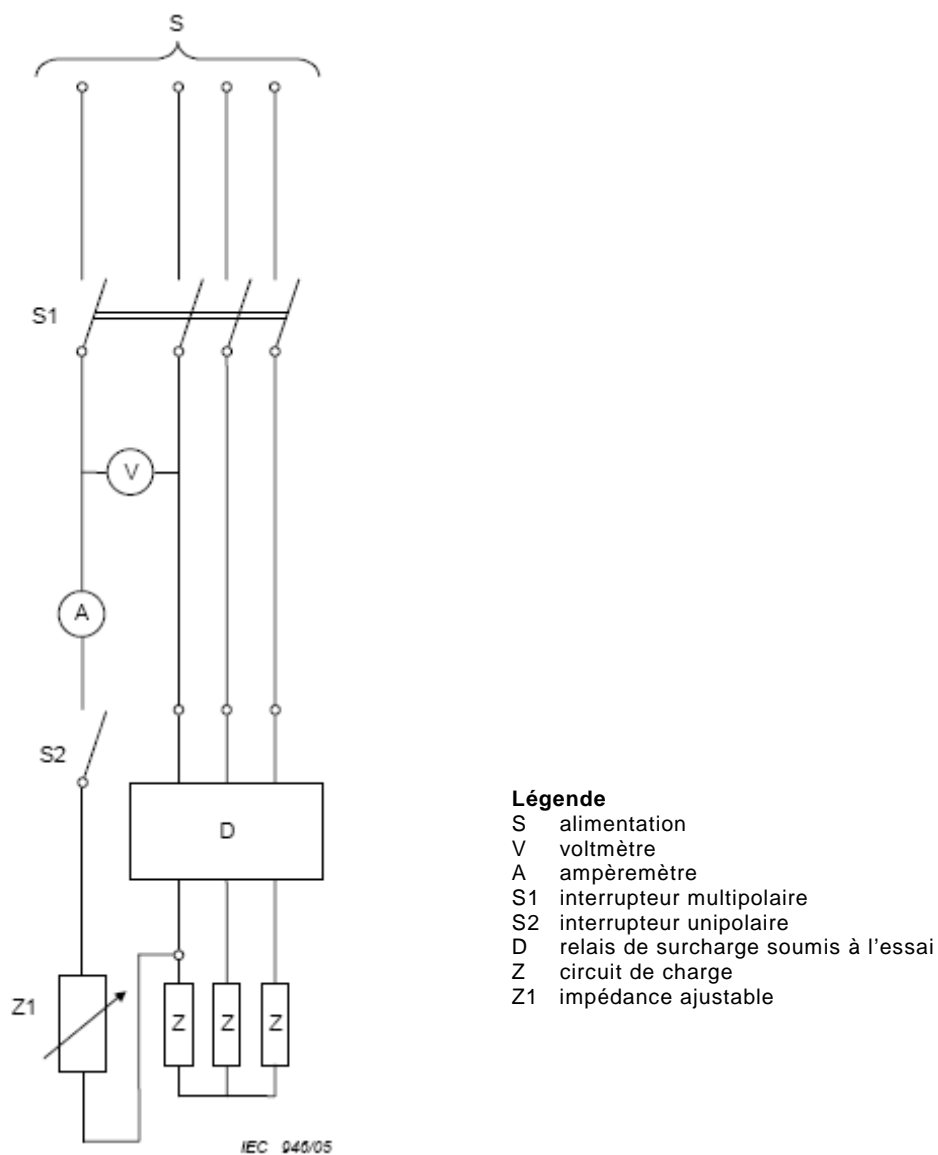 S
S1
V
A
S2
D
Z1
Z Z Z
IEC 946/05
Légende
S alimentation
V voltmètre
A ampèremètre
S1 interrupteur multipolaire
S2 interrupteur unipolaire
D relais de surcharge soumis à l'essai
Z circuit de charge
Z1 impédance ajustable